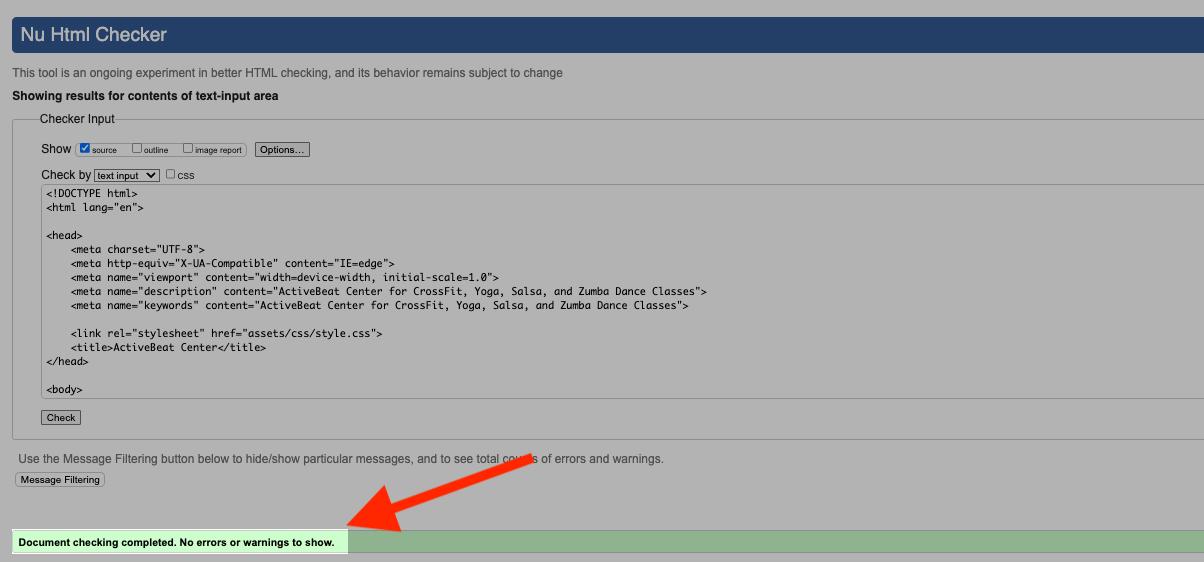 Nu Html Checker
This tool is an ongoing experiment in better HTML checking, and its behavior remains subject to change
Showing results for contents of text-input area
Checker Input
Show source outline image report Options...
Check by text input css
<!DOCTYPE html>
<html lang="en">
<head>
<meta charset="UTF-8">
<meta http-equiv="X-UA-Compatible" content="IE=edge">
<meta name="viewport" content="width=device-width, initial-scale=1.0">
<meta name="description" content="ActiveBeat Center for CrossFit, Yoga, Salsa, and Zumba Dance Classes">
<meta name="keywords" content="ActiveBeat Center for CrossFit, Yoga, Salsa, and Zumba Dance Classes">
<link rel="stylesheet" href="assets/css/style.css">
<title>ActiveBeat Center</title>
</head>
<body>
Check
Use the Message Filtering button below to hide/show particular messages, and to see total counts of errors and warnings.
Message Filtering
Document checking completed. No errors or warnings to show.